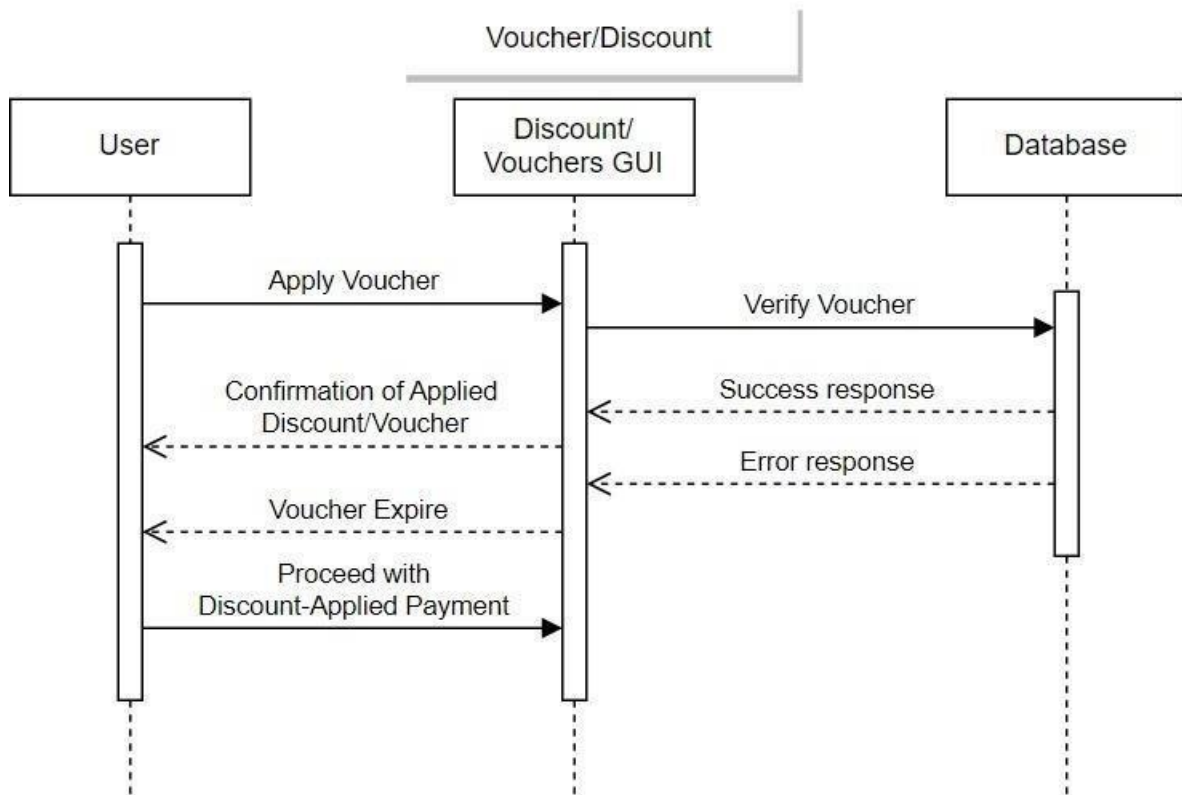 Voucher/Discount
User
Discount/
Vouchers GUI
Database
Apply Voucher
Verify Voucher
Confirmation of Applied
Discount/Voucher
Success response
Error response
Voucher Expire
Proceed with
Discount-Applied Payment